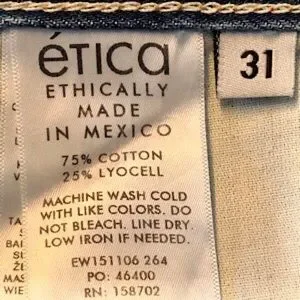 ética
ETHICALLY
MADE
IN MEXICO
75% COTTON
25% LYOCELL
MACHINE WASH COLD
WITH LIKE COLORS. DO
NOT BLEACH. LINE DRY.
LOW IRON IF NEEDED.
EW151106 264
PO: 46400
RN: 158702
31